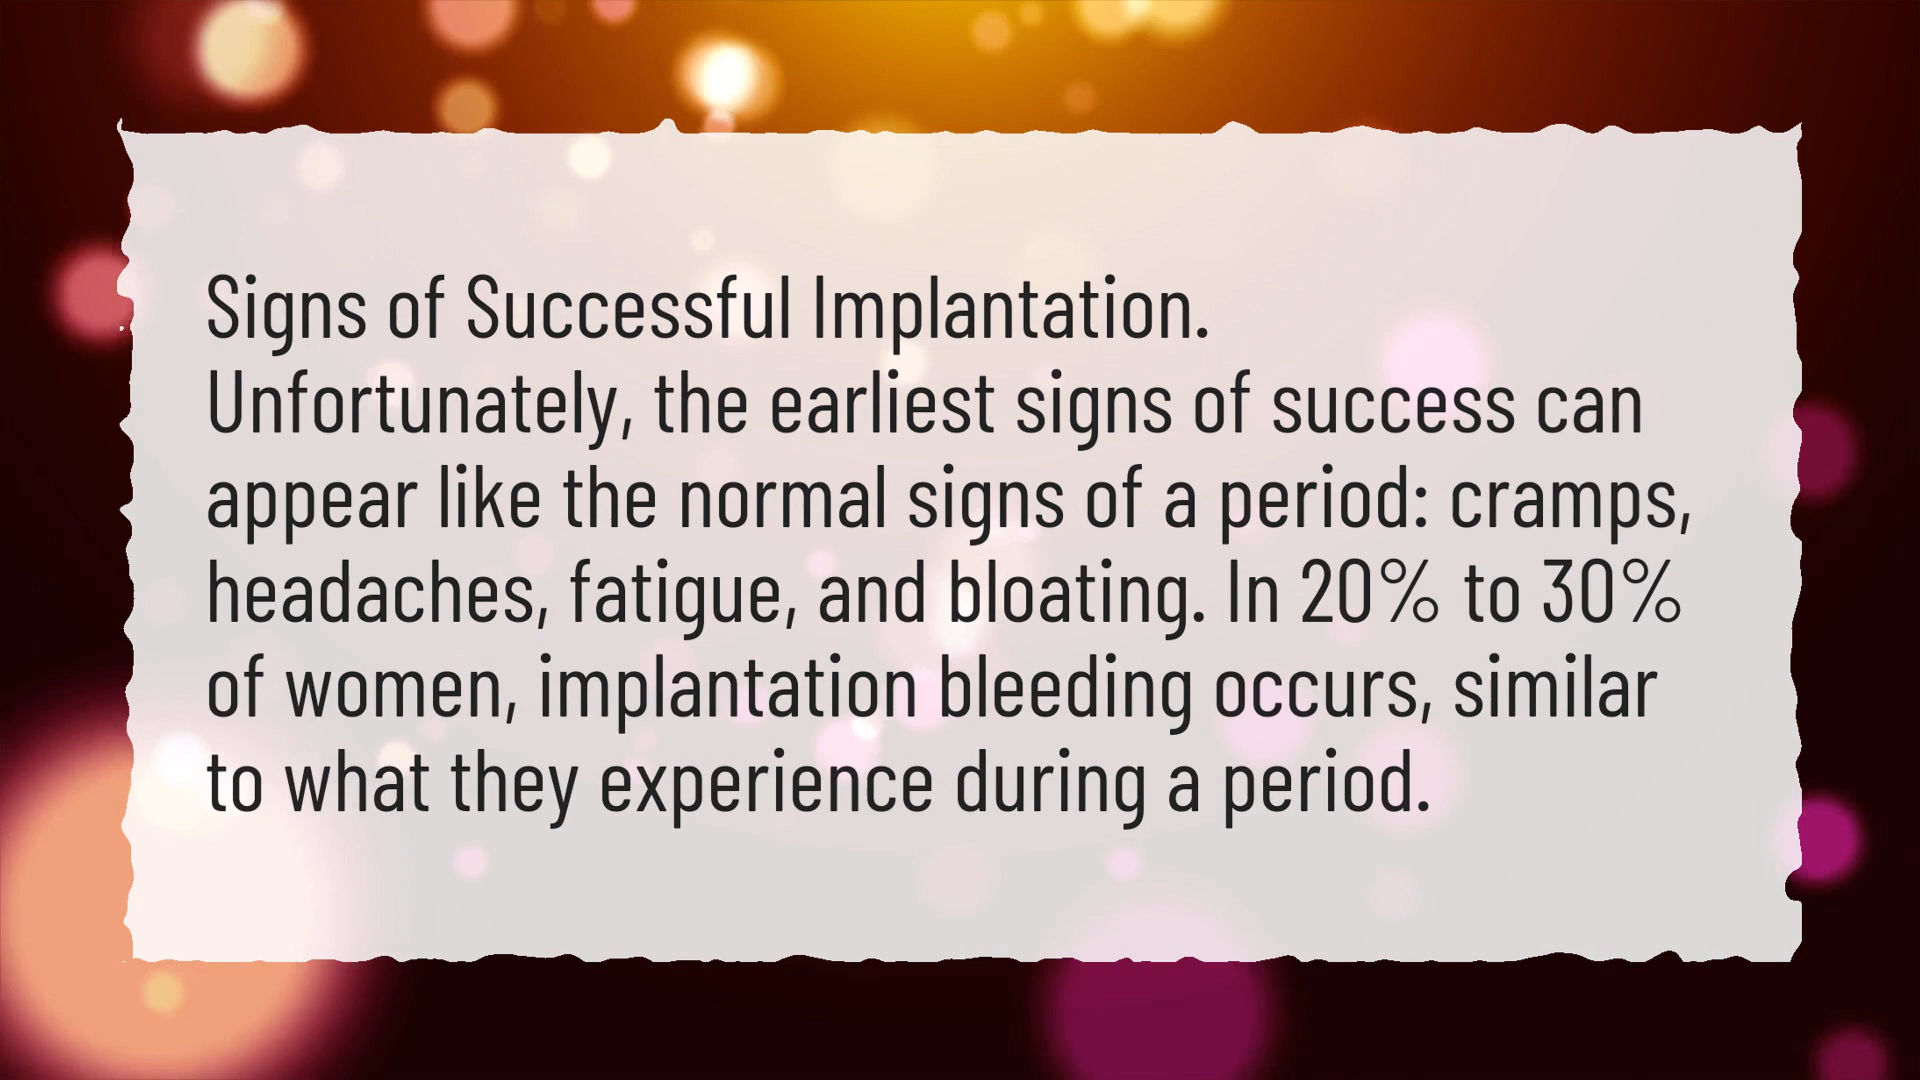 Signs of Successful Implantation.
Unfortunately, the earliest signs of success can
appear like the normal signs of a period: cramps,
headaches, fatigue, and bloating. In 20% to 30%
of women, implantation bleeding occurs, similar
to what they experience during a period.